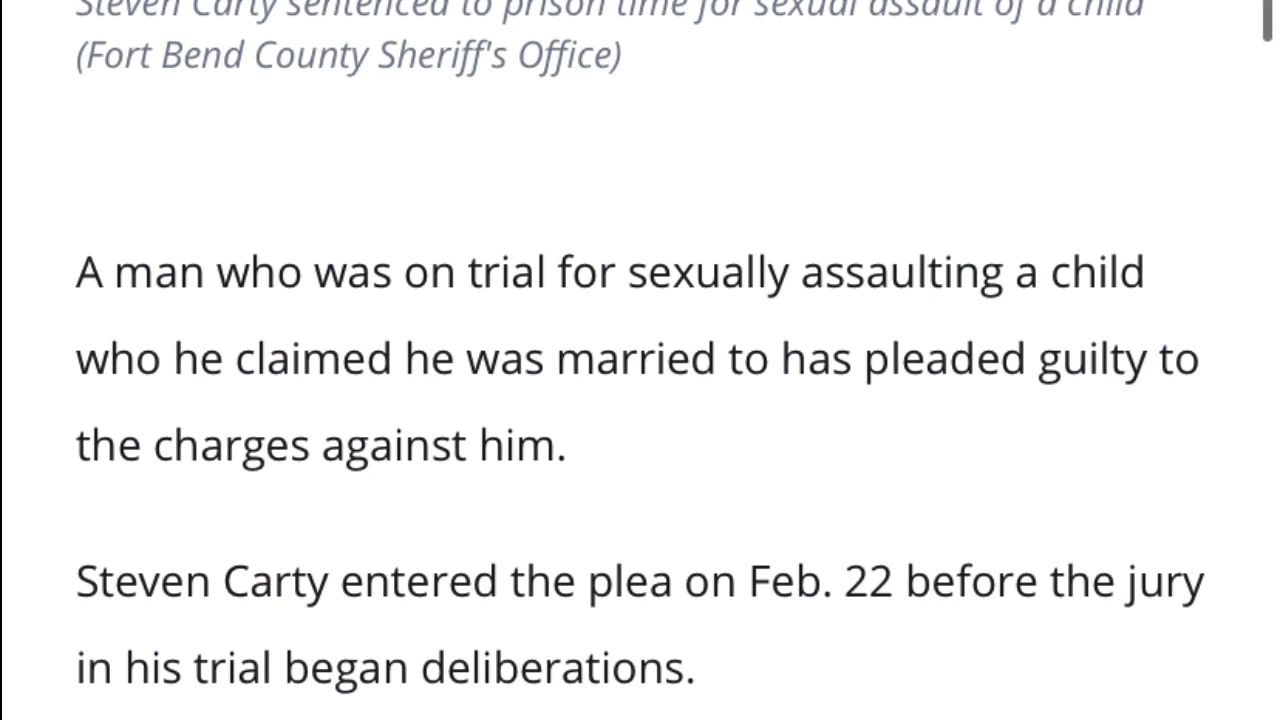 Steven Carty sentenced to prison time for sexual assault of a child
(Fort Bend County Sheriff's Office)
A man who was on trial for sexually assaulting a child
who he claimed he was married to has pleaded guilty to
the charges against him.
Steven Carty entered the plea on Feb. 22 before the jury
in his trial began deliberations.